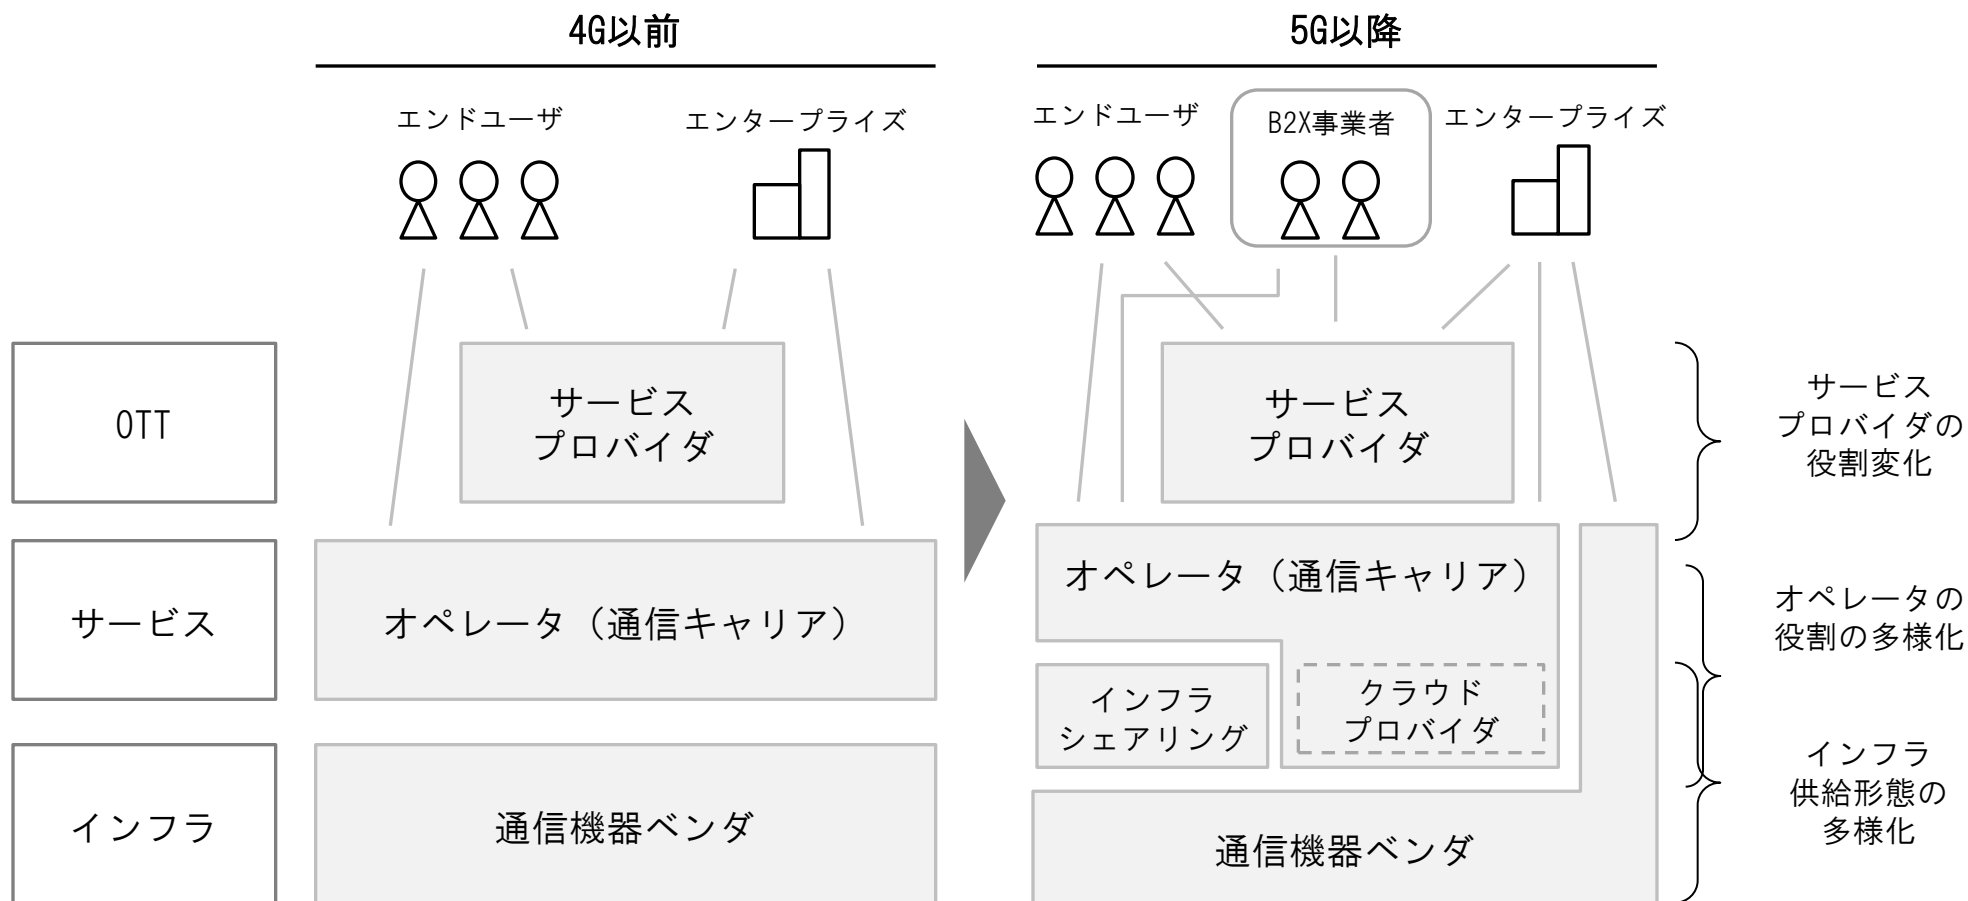 4G以前
5G以降
エンドユーザ
エンタープライズ
エンドユーザ
B2X事業者
エンタープライズ
OTT
サービス
プロバイダ
サービス
プロバイダ
サービス
プロバイダの
役割変化
サービス
オペレータ（通信キャリア）
オペレータ（通信キャリア）
オペレータの
役割の多様化
インフラ
シェアリング
クラウド
プロバイダ
インフラ
通信機器ベンダ
通信機器ベンダ
インフラ
供給形態の
多様化